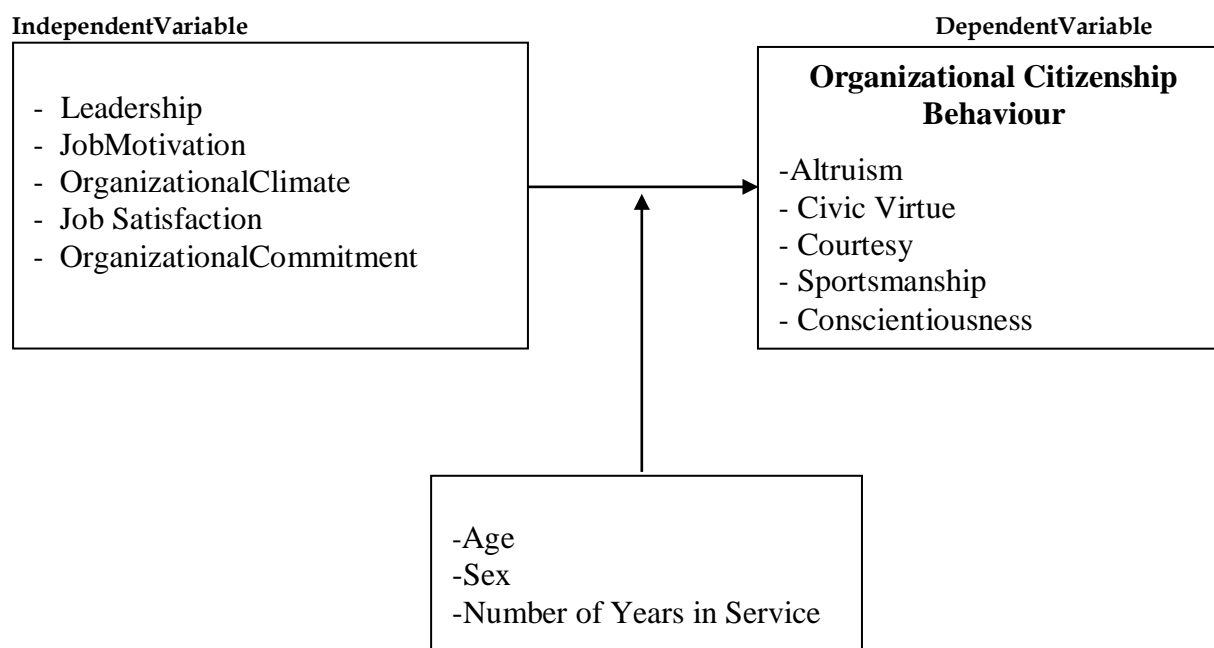 IndependentVariable
DependentVariable
- Leadership
- JobMotivation
- OrganizationalClimate
- Job Satisfaction
- OrganizationalCommitment
Organizational Citizenship
Behaviour
-Altruism
- Civic Virtue
- Courtesy
- Sportsmanship
- Conscientiousness
-Age
-Sex
-Number of Years in Service